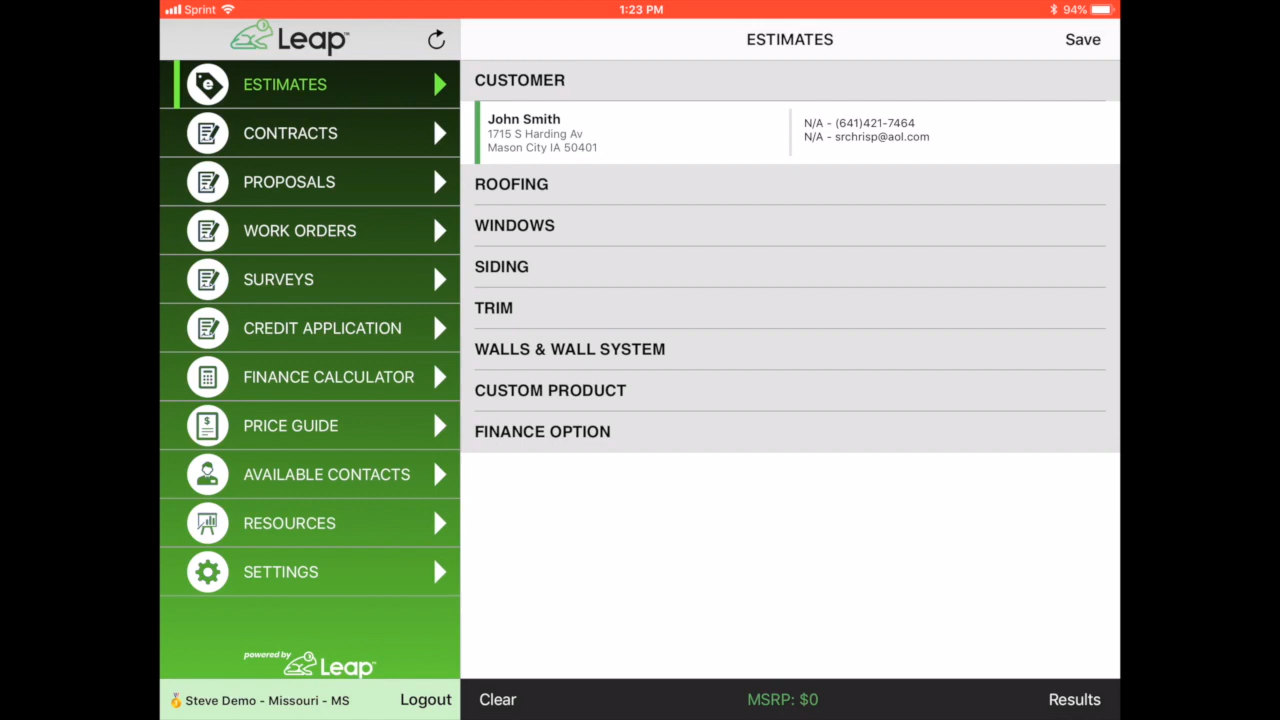 Sprint
1:23 PM
94%
Leap™
ESTIMATES
Save
ESTIMATES
CONTRACTS
PROPOSALS
WORK ORDERS
SURVEYS
CREDIT APPLICATION
FINANCE CALCULATOR
PRICE GUIDE
AVAILABLE CONTACTS
RESOURCES
SETTINGS
powered by
Leap™
Steve Demo - Missouri - MS
Logout
CUSTOMER
John Smith
1715 S Harding Av
Mason City IA 50401
N/A - (641)421-7464
N/A - srchrisp@aol.com
ROOFING
WINDOWS
SIDING
TRIM
WALLS & WALL SYSTEM
CUSTOM PRODUCT
FINANCE OPTION
Clear
MSRP: $0
Results